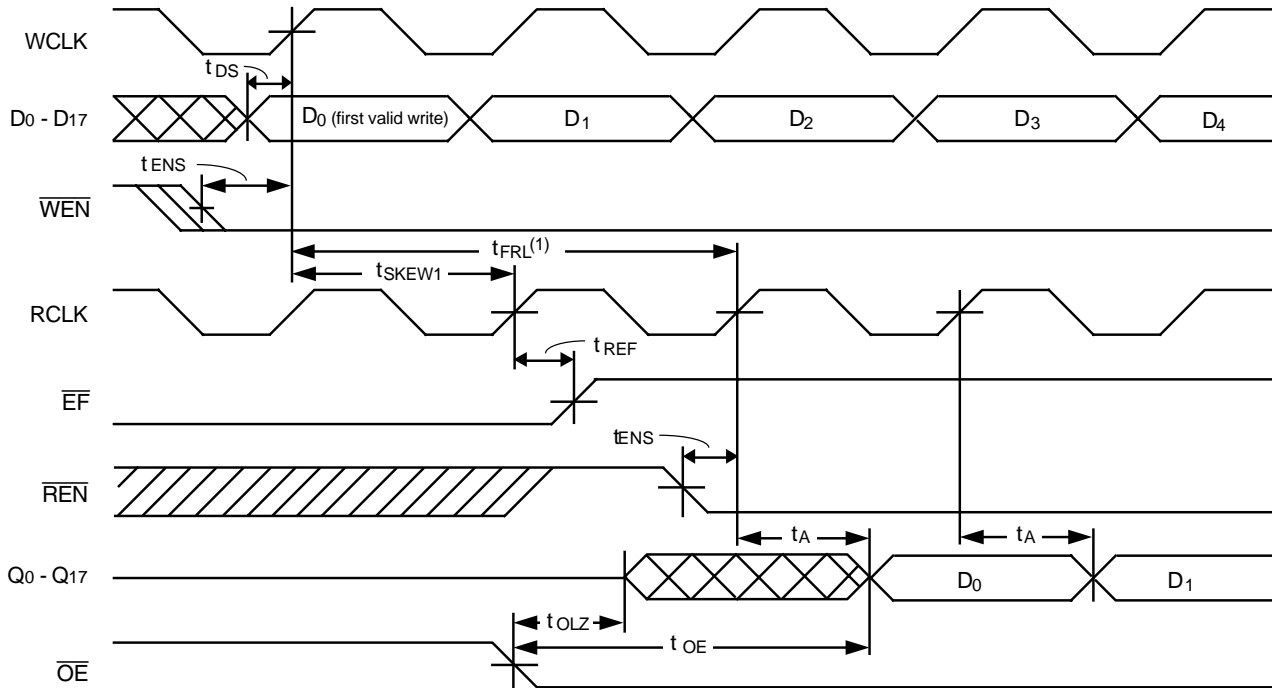 WCLK
tDS
D0 - D17
D0 (first valid write)
D1
D2
D3
D4
tENS
WEN
tFRL(1)
tSKEW1
RCLK
tREF
EF
tENS
REN
tA
tA
Q0 - Q17
D0
D1
tOLZ
tOE
OE